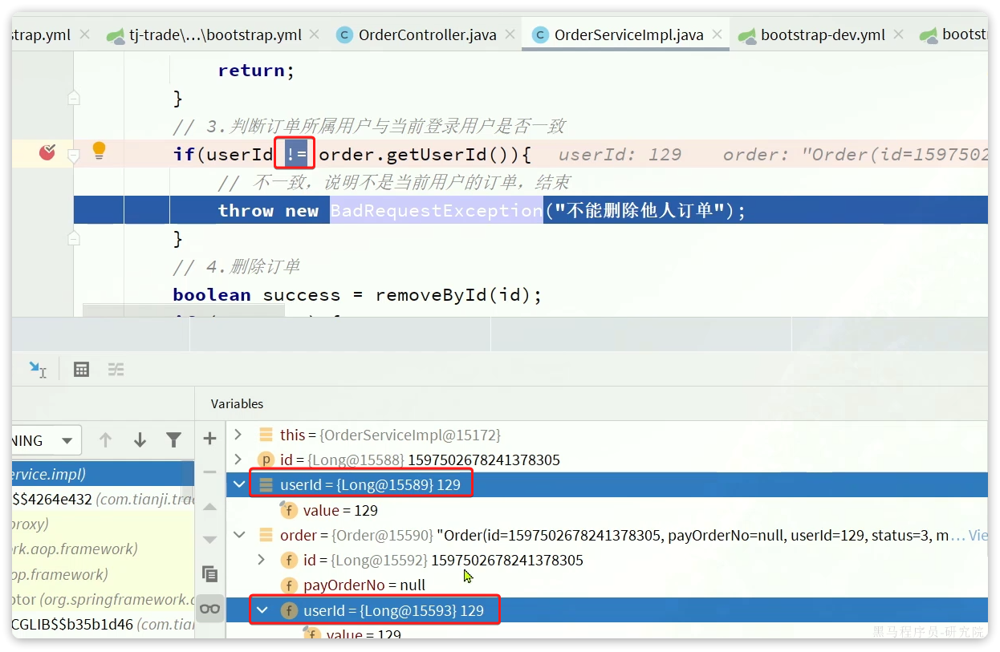 trap.yml
tj-trade\...\bootstrap.yml
OrderController.java
OrderServiceImpl.java
bootstrap-dev.yml
bootst
return;
}
// 3.判断订单所属用户与当前登录用户是否一致
if(userId != order.getUserId()){ userId: 129 order: "Order(id=1597502
// 不一致，说明不是当前用户的订单，结束
throw new BadRequestException("不能删除他人订单");
}
// 4.删除订单
boolean success = removeById(id);
Variables
NING
this = {OrderServiceImpl@15172}
id = {Long@15588} 1597502678241378305
ervice.impl)
userId = {Long@15589} 129
$$4264e432 (com.tianji.tra
value = 129
proxy)
order = {Order@15590} "Order(id=1597502678241378305, payOrderNo=null, userId=129, status=3, m... Vie
rk.aop.framework)
id = {Long@15592} 1597502678241378305
op.framework)
payOrderNo = null
otor (org.springframework.a
userId = {Long@15593} 129
CGLIB$$b35b1d46 (com.tian
value = 129
黑马程序员-研究院